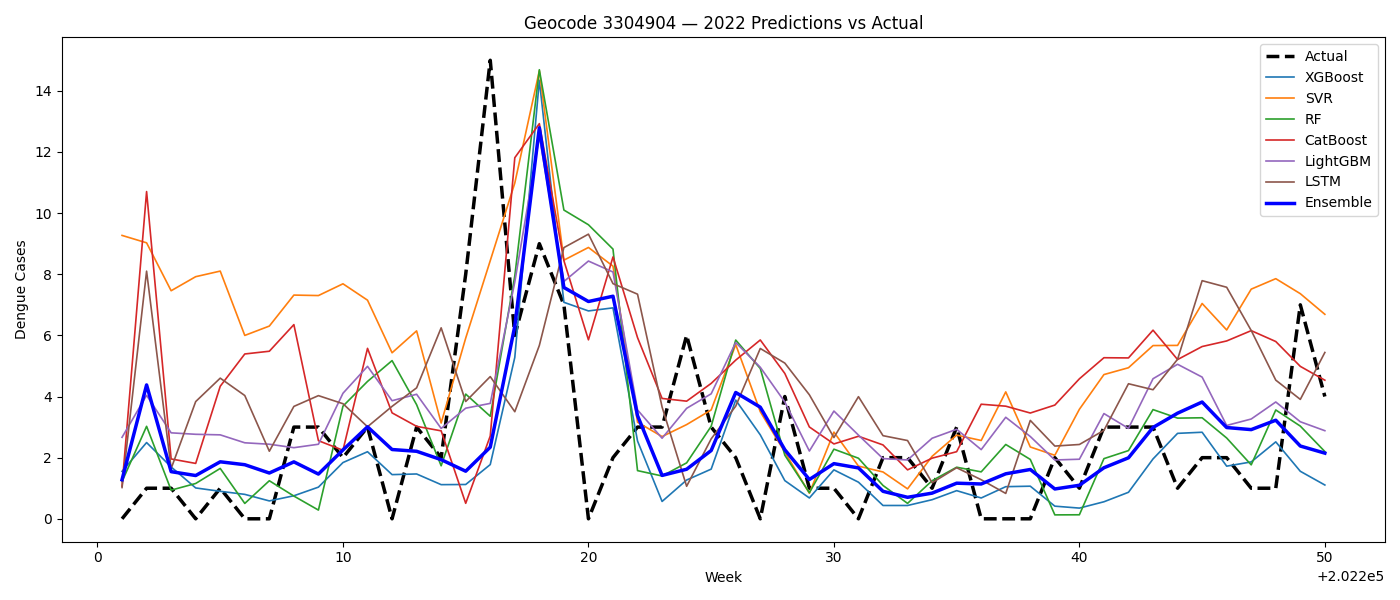 Geocode 3304904 — 2022 Predictions vs Actual
Dengue Cases
14
12
10
8
6
4
2
0
Actual
XGBoost
SVR
RF
CatBoost
LightGBM
LSTM
Ensemble
0 10 20 30 40 50
Week
+2.022e5